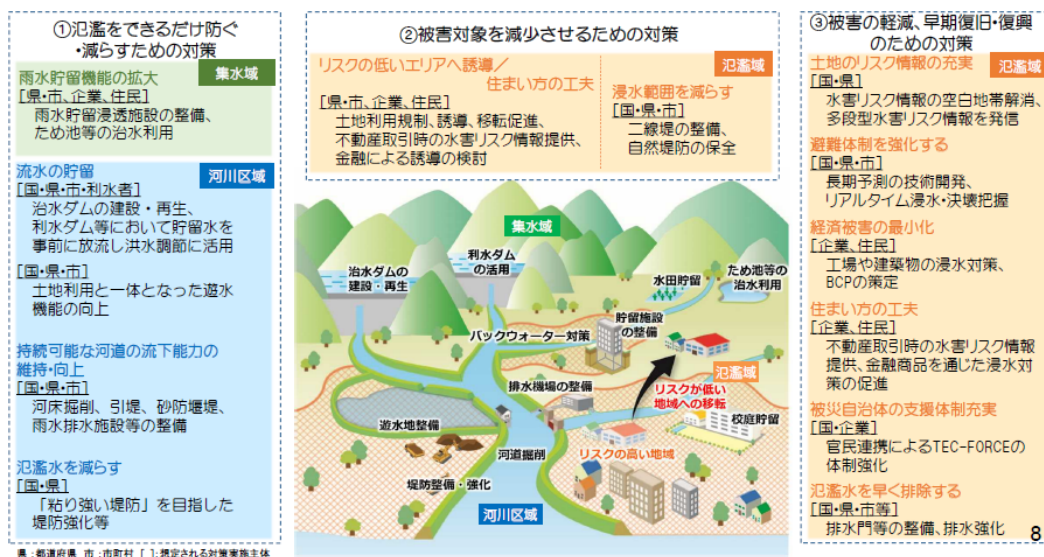 ①氾濫をできるだけ防ぐ
・減らすための対策
雨水貯留機能の拡大
集水域
[県・市、企業、住民]
雨水貯留浸透施設の整備、
ため池等の治水利用
流水の貯留
河川区域
[国・県・市・利水者]
治水ダムの建設・再生、
利水ダム等において貯留水を
事前に放流し洪水調節に活用
[国・県・市]
土地利用と一体となった遊水
機能の向上
持続可能な河道の流下能力の
維持・向上
[国・県・市]
河床掘削、引堤、砂防堰堤、
雨水排水施設等の整備
氾濫水を減らす
[国・県]
「粘り強い堤防」を目指した
堤防強化等
県:都道府県 市:市町村 [ ]:想定される対策実施主体
②被害対象を減少させるための対策
リスクの低いエリアへ誘導/
住まい方の工夫
氾濫域
[県・市、企業、住民]
土地利用規制、誘導、移転促進、
不動産取引時の水害リスク情報提供、
金融による誘導の検討
浸水範囲を減らす
[国・県・市]
二線堤の整備、
自然堤防の保全
集水域
治水ダムの
建設・再生
利水ダム
の活用
水田貯留
ため池等の
治水利用
貯留施設
の整備
バックウォーター対策
氾濫域
排水機場の整備
リスクが低い
地域への移転
遊水地整備
校庭貯留
河道掘削
リスクの高い地域
堤防整備・強化
河川区域
③被害の軽減、早期復旧・復興
のための対策
土地のリスク情報の充実
氾濫域
[国・県]
水害リスク情報の空白地帯解消、
多段型水害リスク情報を発信
避難体制を強化する
[国・県・市]
長期予測の技術開発、
リアルタイム浸水・決壊把握
経済被害の最小化
[企業、住民]
工場や建築物の浸水対策、
BCPの策定
住まい方の工夫
[企業、住民]
不動産取引時の水害リスク情報
提供、金融商品を通じた浸水対
策の促進
被災自治体の支援体制充実
[国・企業]
官民連携によるTEC-FORCEの
体制強化
氾濫水を早く排除する
[国・県・市等]
排水門等の整備、排水強化
8